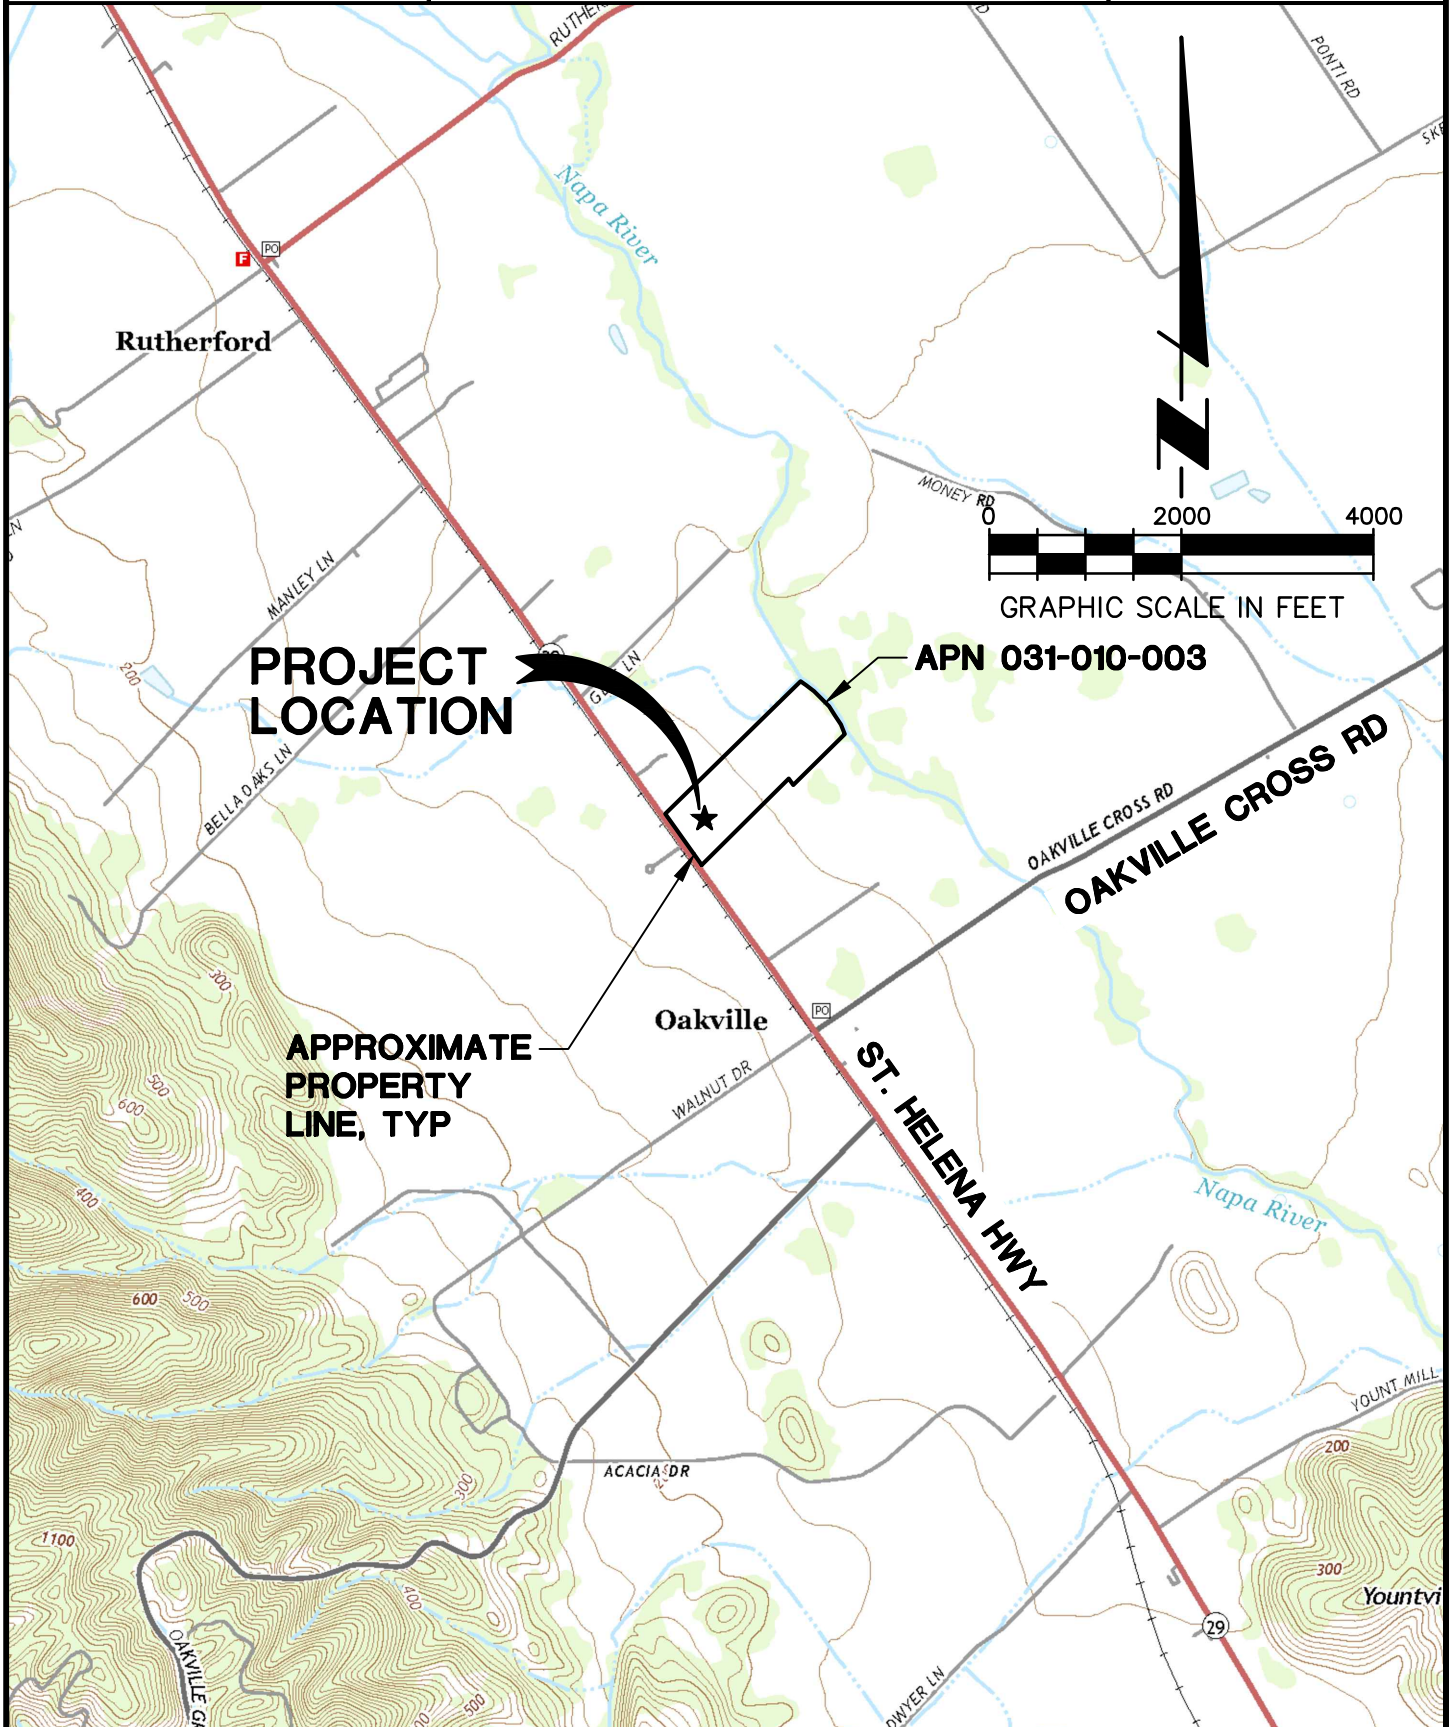 PONTI RD
Napa River
PO
F
Rutherford
MONEY RD
0 2000 4000
GRAPHIC SCALE IN FEET
MANLEY LN
PROJECT
LOCATION
APN 031-010-003
200
BELLA OAKS LN
OAKVILLE CROSS RD
OAKVILLE CROSS RD
300
PO
Oakville
APPROXIMATE
PROPERTY
LINE, TYP
WALNUT DR
ST. HELENA HWY
500
600
400
Napa River
600
500
YOUNT MILL
200
ACACIA DR
300
1100
300
400
Yountvi
29
OAKVILLE G
DWYER LN
500